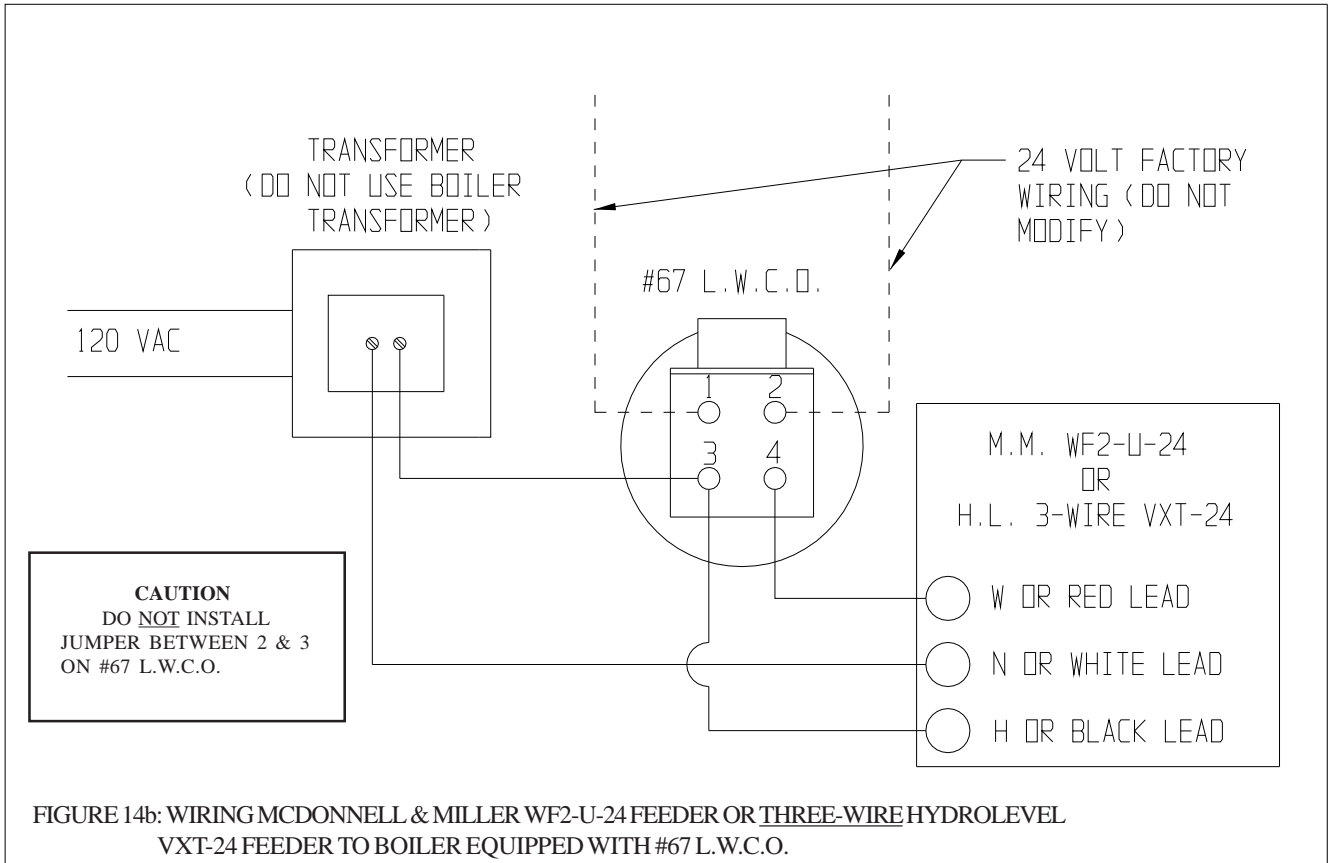 TRANSFORMER
(DO NOT USE BOILER
TRANSFORMER)
24 VOLT FACTORY
WIRING (DO NOT
MODIFY)
#67 L.W.C.O.
120 VAC
1 2
3 4
M.M. WF2-U-24
OR
H.L. 3-WIRE VXT-24
W OR RED LEAD
N OR WHITE LEAD
H OR BLACK LEAD
CAUTION
DO NOT INSTALL
JUMPER BETWEEN 2 & 3
ON #67 L.W.C.O.
FIGURE 14b: WIRING MCDONNELL & MILLER WF2-U-24 FEEDER OR THREE-WIRE HYDROLEVEL
VXT-24 FEEDER TO BOILER EQUIPPED WITH #67 L.W.C.O.